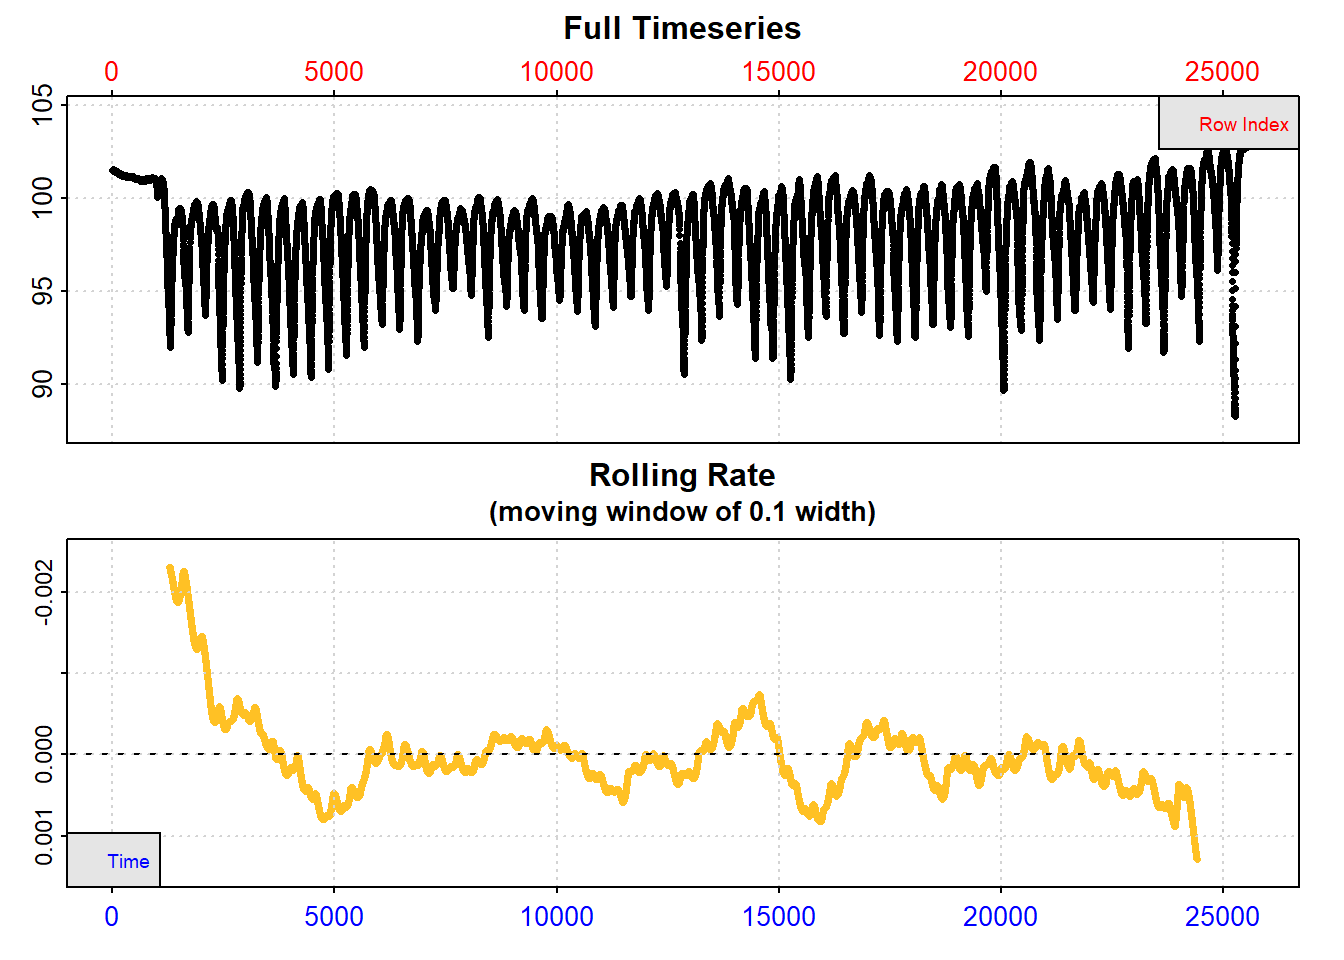 Full Timeseries
0 5000 10000 15000 20000 25000
Row Index
105
100
95
90
Rolling Rate
(moving window of 0.1 width)
-0.002
0.000
0.001
Time
0 5000 10000 15000 20000 25000